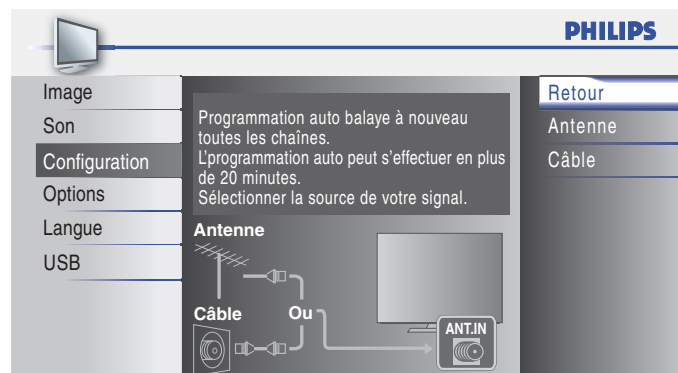 PHILIPS
Image
Son
Configuration
Options
Langue
USB
Programmation auto balaye à nouveau
toutes les chaînes.
L'programmation auto peut s'effectuer en plus
de 20 minutes.
Sélectionner la source de votre signal.
Antenne
Câble
Ou
ANT.IN
Retour
Antenne
Câble